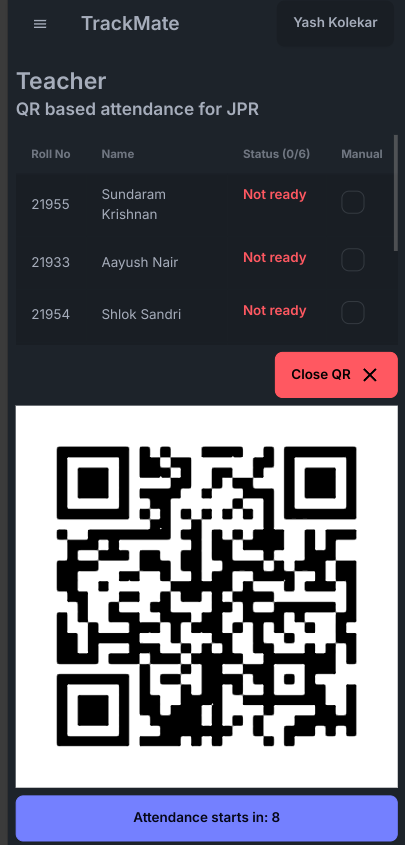 TrackMate
Yash Kolekar
Teacher
QR based attendance for JPR
Roll No Name Status (0/6) Manual
21955 Sundaram Krishnan Not ready
21933 Aayush Nair Not ready
21954 Shlok Sandri Not ready
Close QR
Attendance starts in: 8